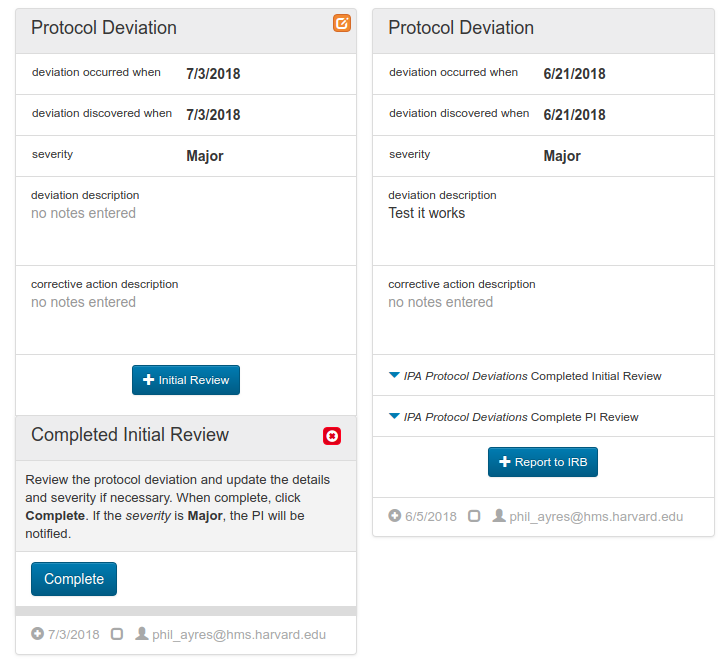 Protocol Deviation
deviation occurred when 7/3/2018
deviation discovered when 7/3/2018
severity Major
deviation description
no notes entered
corrective action description
no notes entered
Initial Review
Completed Initial Review
Review the protocol deviation and update the details
and severity if necessary. When complete, click
Complete. If the severity is Major, the PI will be
notified.
Complete
7/3/2018 phil_ayres@hms.harvard.edu
Protocol Deviation
deviation occurred when 6/21/2018
deviation discovered when 6/21/2018
severity Major
deviation description
Test it works
corrective action description
no notes entered
IPA Protocol Deviations Completed Initial Review
IPA Protocol Deviations Complete PI Review
Report to IRB
6/5/2018 phil_ayres@hms.harvard.edu